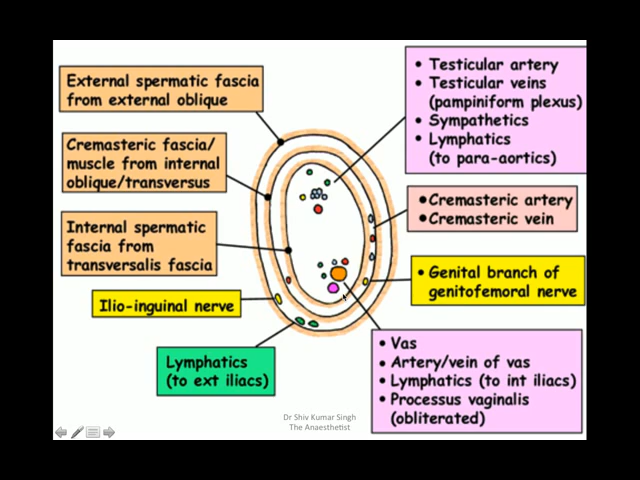 External spermatic fascia
from external oblique
Cremasteric fascia/
muscle from internal
oblique/transversus
Internal spermatic
fascia from
transversalis fascia
Ilio-inguinal nerve
Lymphatics
(to ext iliacs)
• Testicular artery
• Testicular veins
(pampiniform plexus)
• Sympathetics
• Lymphatics
(to para-aortics)
•Cremasteric artery
•Cremasteric vein
• Genital branch of
genitofemoral nerve
• Vas
• Artery/vein of vas
• Lymphatics (to int iliacs)
• Processus vaginalis
(obliterated)
Dr Shiv Kumar Singh
The Anaesthetist